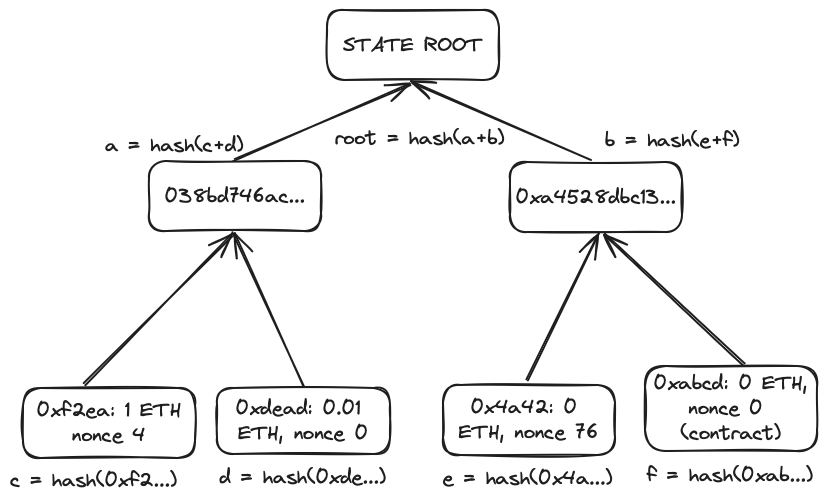 STATE ROOT
a = hash(c+d)
root = hash(a+b)
b = hash(e+f)
038bd746ac...
0xa4528dbc13...
0xf2ea: 1 ETH
nonce 4
0xdead: 0.01
ETH, nonce 0
0x4a42: 0
ETH, nonce 76
0xabcd: 0 ETH,
nonce 0
(contract)
c = hash(0xf2...)
d = hash(0xde...)
e = hash(0x4a...)
f = hash(0xab...)